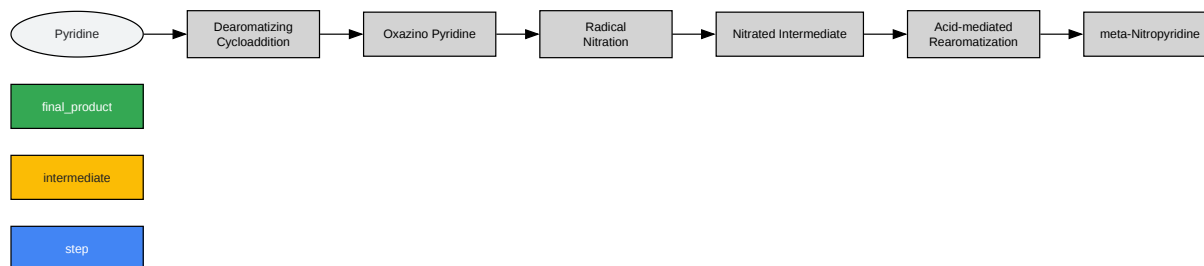 Pyridine
Dearomatizing
Cycloaddition
Oxazino Pyridine
Radical
Nitration
Nitrated Intermediate
Acid-mediated
Rearomatization
meta-Nitropyridine
final_product
intermediate
step